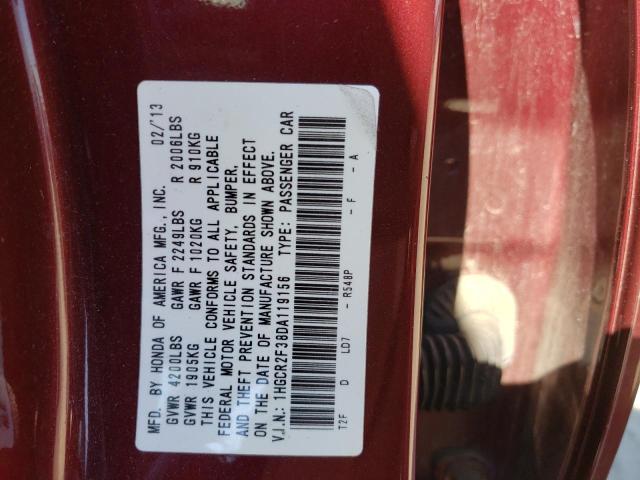 MFD. BY HONDA OF AMERICA MFG., INC. 02/'13
GVWR 4200LBS GAWR F 2249LBS R 2006LBS
GVWR 1905KG GAWR F 1020KG R 910KG
THIS VEHICLE CONFORMS TO ALL APPLICABLE
FEDERAL MOTOR VEHICLE SAFETY, BUMPER,
AND THEFT PREVENTION STANDARDS IN EFFECT
ON THE DATE OF MANUFACTURE SHOWN ABOVE.
V.I.N.: 1HGCR2F38DA119156 TYPE: PASSENGER CAR
T2F D LD7 - R548P - F - A